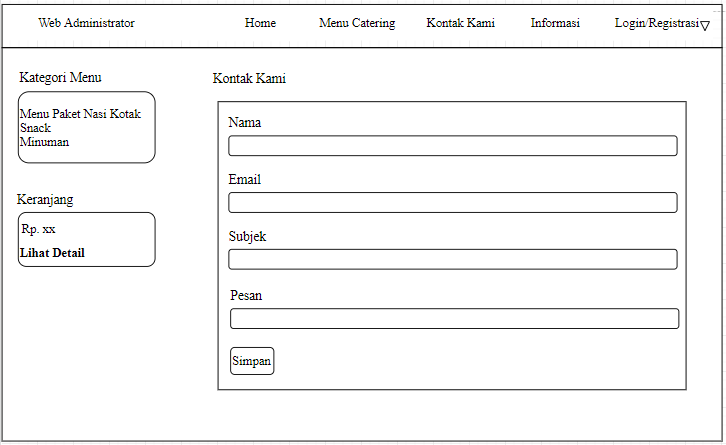 Web Administrator Home Menu Catering Kontak Kami Informasi Login/Registrasi
Kategori Menu
Menu Paket Nasi Kotak
Snack
Minuman
Keranjang
Rp. xx
Lihat Detail
Kontak Kami
Nama
Email
Subjek
Pesan
Simpan